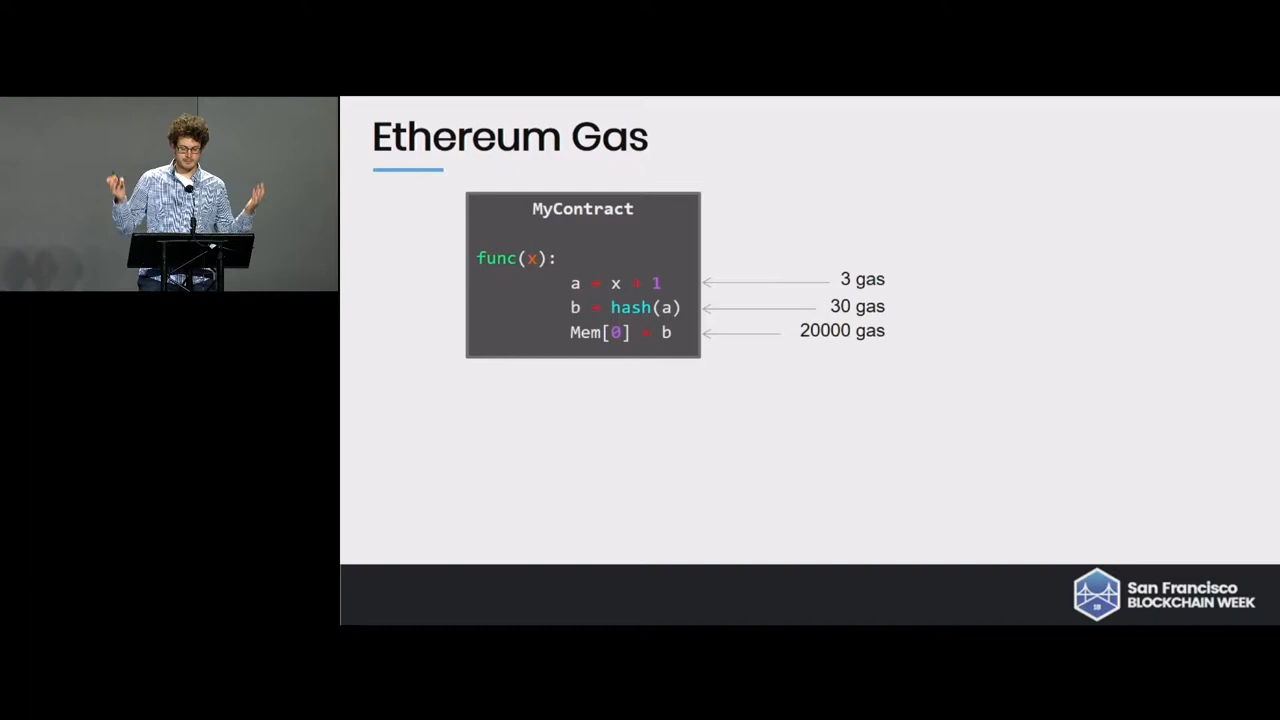 Ethereum Gas
MyContract
func(x):
a = x + 1
b = hash(a)
Mem[0] = b
3 gas
30 gas
20000 gas
San Francisco
BLOCKCHAIN WEEK